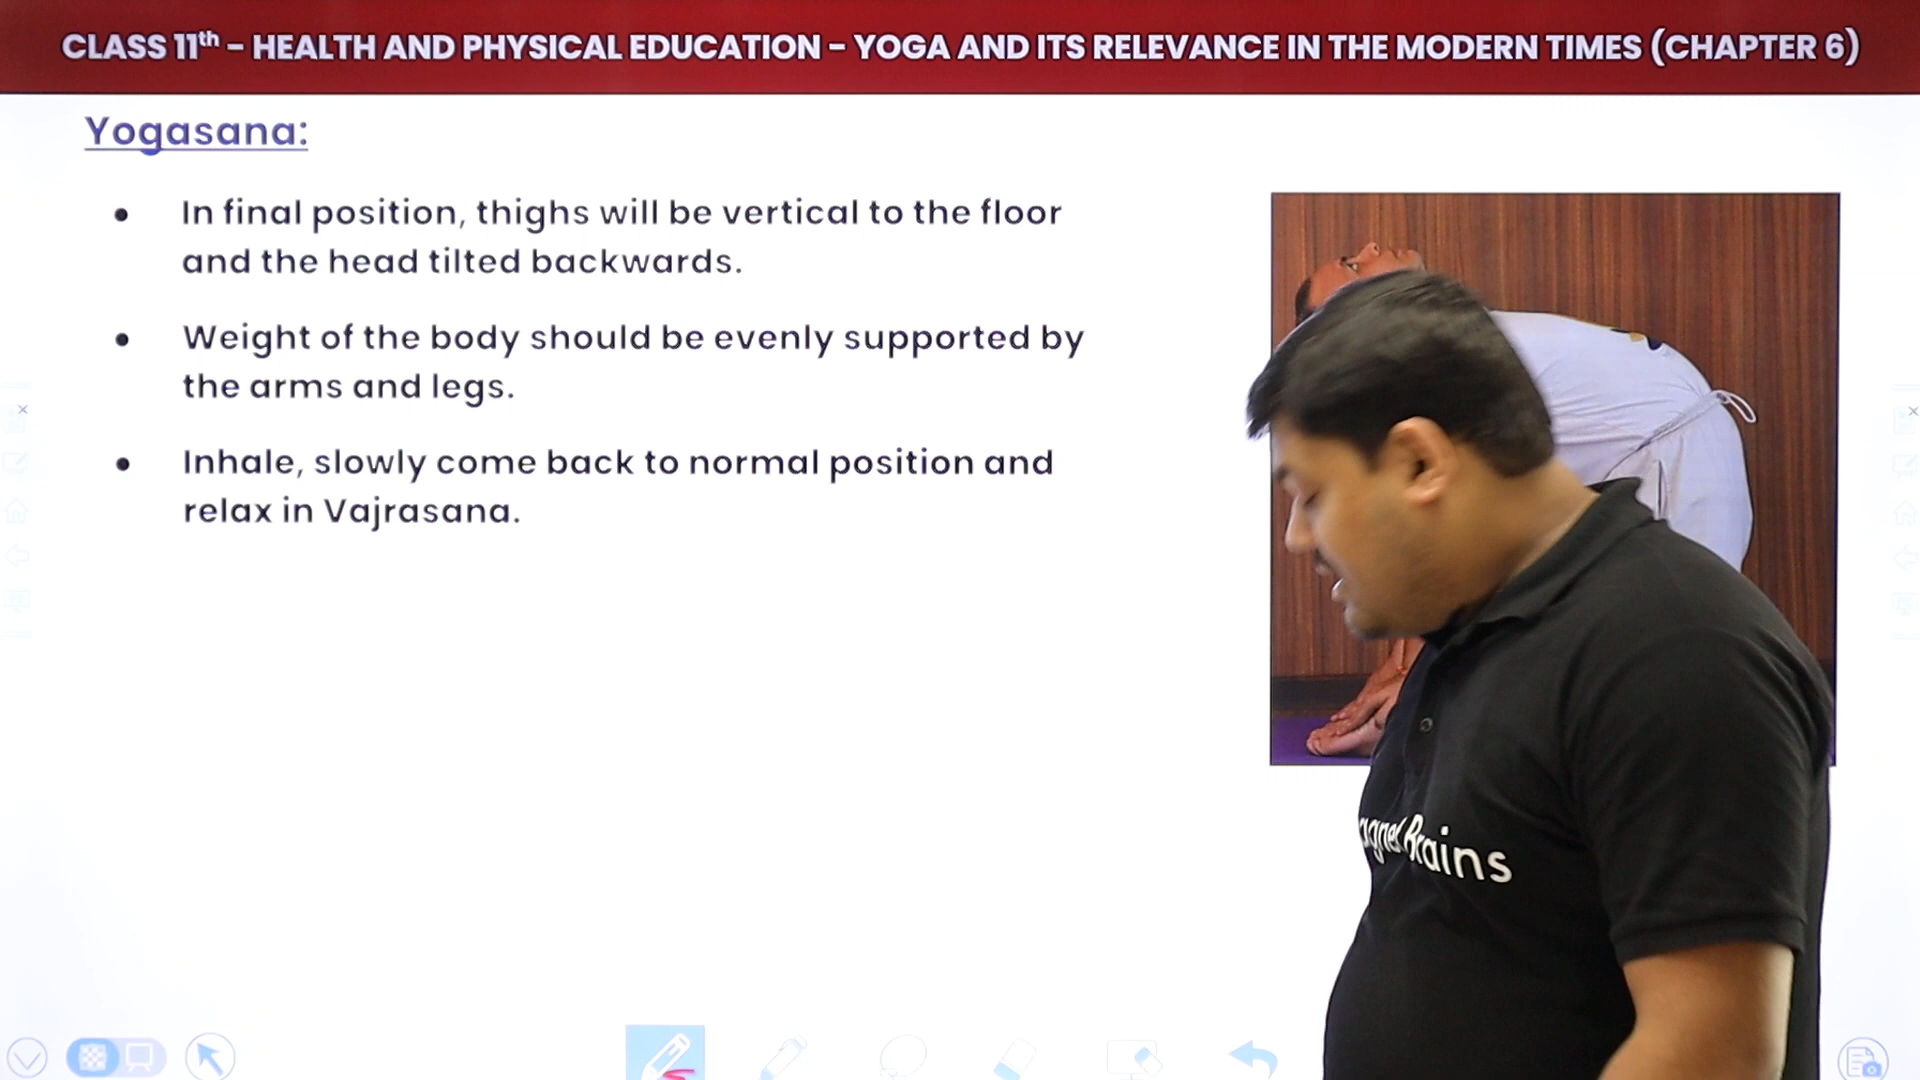 CLASS 11th – HEALTH AND PHYSICAL EDUCATION – YOGA AND ITS RELEVANCE IN THE MODERN TIMES (CHAPTER 6)
Yogasana:
• In final position, thighs will be vertical to the floor
and the head tilted backwards.
• Weight of the body should be evenly supported by
the arms and legs.
• Inhale, slowly come back to normal position and
relax in Vajrasana.
Brains